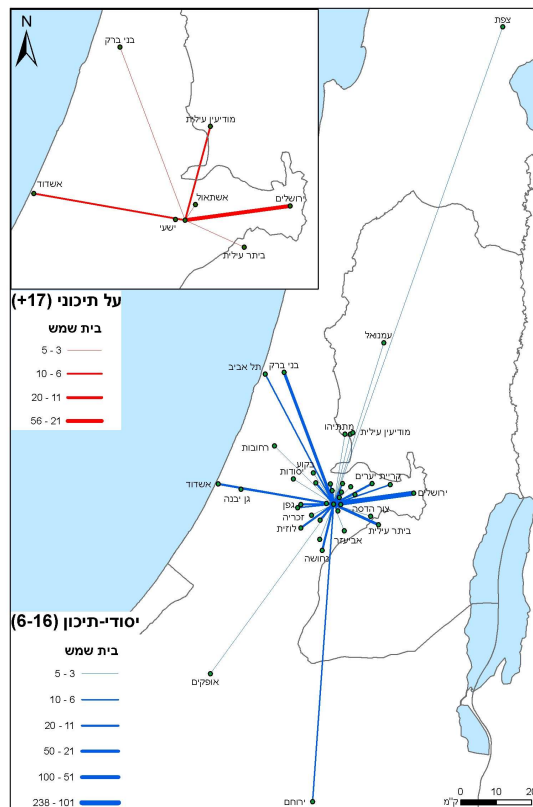 צפת
N
בני ברק
מודיעין עילית
אשדוד
אשתאול
ירושלים
ישעי
ביתר עילית
על תיכוני (17+)
בית שמש
5 - 3
10 - 6
20 - 11
56 - 21
עמנואל
בני ברק
תל אביב
מתתיהו
מודיעין עילית
רחובות
בקוע
יסודות
קריית יערים
אשדוד
גן יבנה
ירושלים
גפן
צור הדסה
זכריה
ביתר עילית
לוזית
אביעזר
נחושה
יסודי-תיכון (6-16)
בית שמש
5 - 3
10 - 6
20 - 11
50 - 21
100 - 51
238 - 101
אופקים
ירוחם
ק"מ
0 10 20